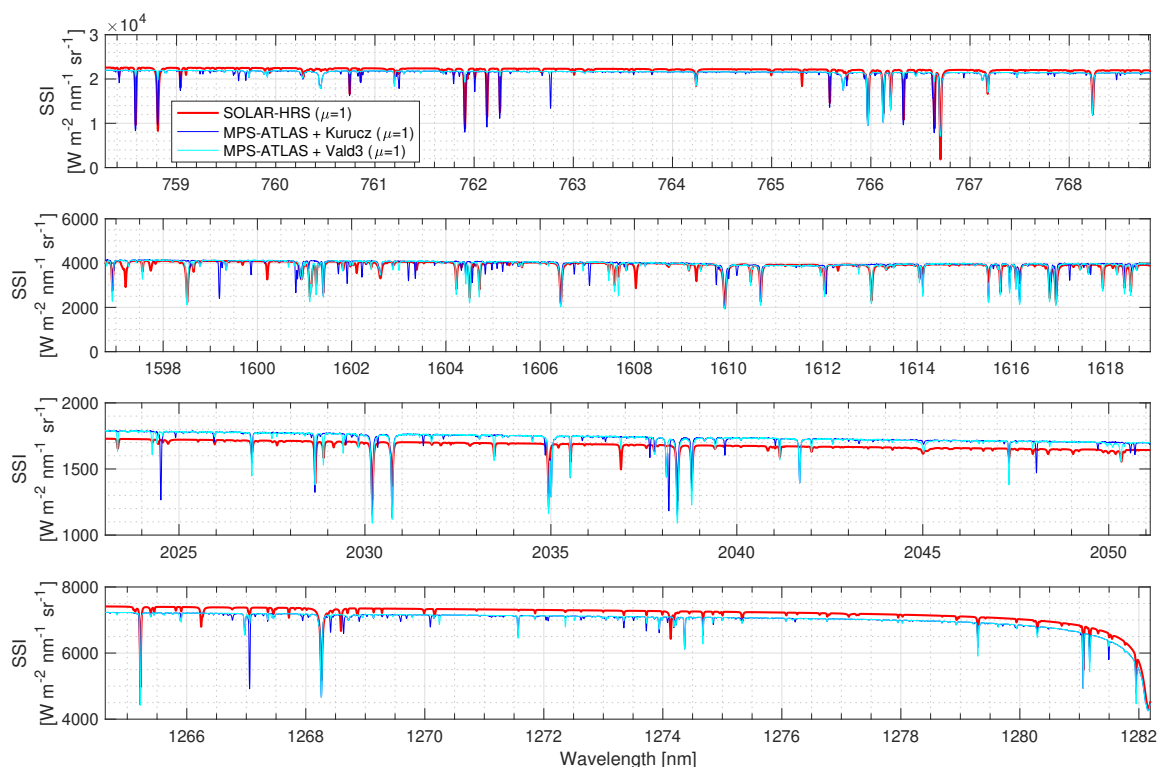 ×10⁴
3
2
1
0
SSI
[W m⁻² nm⁻¹ sr⁻¹]
SOLAR-HRS (μ=1)
MPS-ATLAS + Kurucz (μ=1)
MPS-ATLAS + Vald3 (μ=1)
759 760 761 762 763 764 765 766 767 768
6000
4000
2000
0
SSI
[W m⁻² nm⁻¹ sr⁻¹]
1598 1600 1602 1604 1606 1608 1610 1612 1614 1616 1618
2000
1500
1000
SSI
[W m⁻² nm⁻¹ sr⁻¹]
2025 2030 2035 2040 2045 2050
8000
6000
4000
SSI
[W m⁻² nm⁻¹ sr⁻¹]
1266 1268 1270 1272 1274 1276 1278 1280 1282
Wavelength [nm]